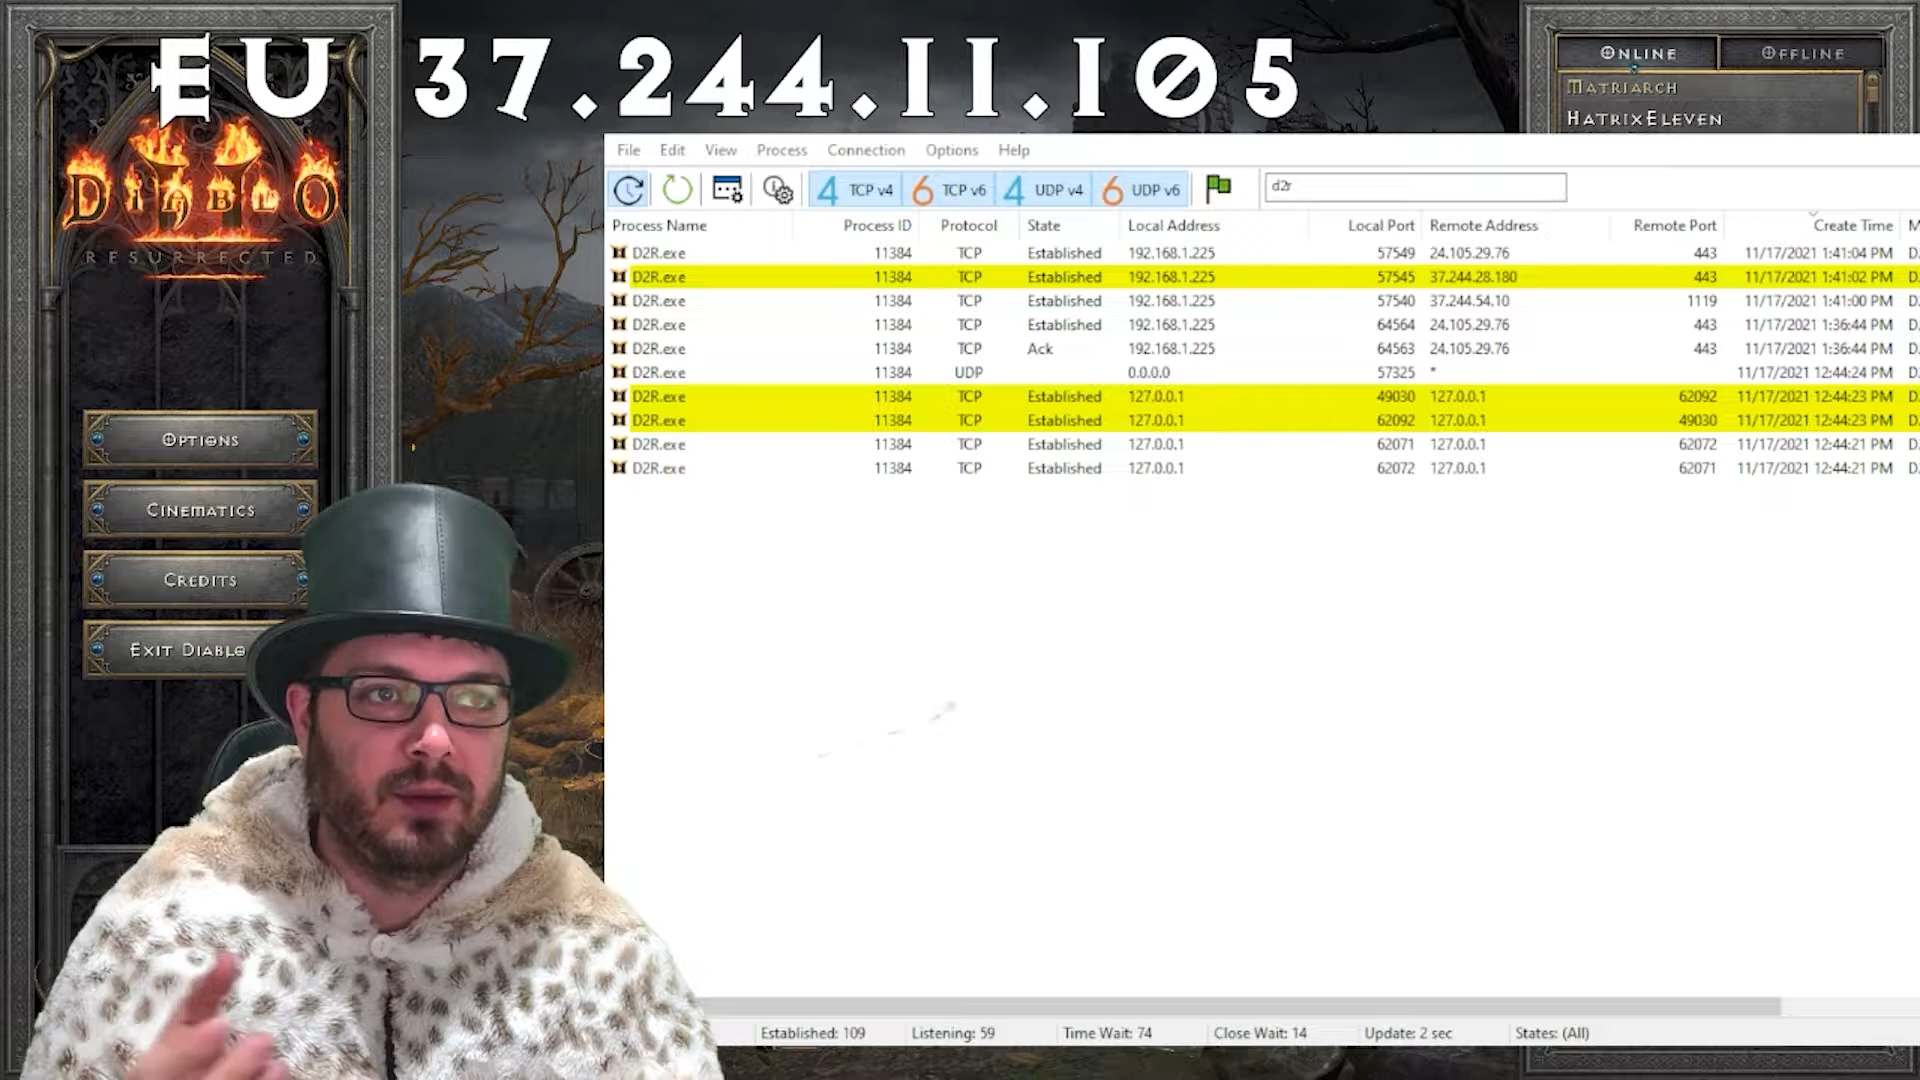 EU 37.244.11.105
DIABLO
II
RESURRECTED
OPTIONS
CINEMATICS
CREDITS
EXIT DIABLO
ONLINE OFFLINE
MATRIARCH
HATRIXELEVEN
File Edit View Process Connection Options Help
4 TCP v4 6 TCP v6 4 UDP v4 6 UDP v6 d2r
Process Name Process ID Protocol State Local Address Local Port Remote Address Remote Port Create Time M
D2R.exe 11384 TCP Established 192.168.1.225 57549 24.105.29.76 443 11/17/2021 1:41:04 PM D.
D2R.exe 11384 TCP Established 192.168.1.225 57545 37.244.28.180 443 11/17/2021 1:41:02 PM D.
D2R.exe 11384 TCP Established 192.168.1.225 57540 37.244.54.10 1119 11/17/2021 1:41:00 PM D.
D2R.exe 11384 TCP Established 192.168.1.225 64564 24.105.29.76 443 11/17/2021 1:36:44 PM D.
D2R.exe 11384 TCP Ack 192.168.1.225 64563 24.105.29.76 443 11/17/2021 1:36:44 PM D.
D2R.exe 11384 UDP 0.0.0.0 57325 * 11/17/2021 12:44:24 PM D.
D2R.exe 11384 TCP Established 127.0.0.1 49030 127.0.0.1 62092 11/17/2021 12:44:23 PM D.
D2R.exe 11384 TCP Established 127.0.0.1 62092 127.0.0.1 49030 11/17/2021 12:44:23 PM D.
D2R.exe 11384 TCP Established 127.0.0.1 62071 127.0.0.1 62072 11/17/2021 12:44:21 PM D.
D2R.exe 11384 TCP Established 127.0.0.1 62072 127.0.0.1 62071 11/17/2021 12:44:21 PM D.
Established: 109 Listening: 59 Time Wait: 74 Close Wait: 14 Update: 2 sec States: (All)